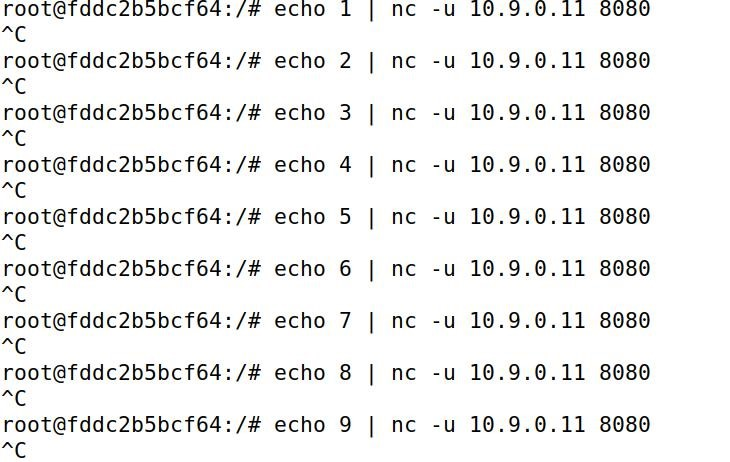 root@fddc2b5bcf64:/# echo 1 | nc -u 10.9.0.11 8080
^C
root@fddc2b5bcf64:/# echo 2 | nc -u 10.9.0.11 8080
^C
root@fddc2b5bcf64:/# echo 3 | nc -u 10.9.0.11 8080
^C
root@fddc2b5bcf64:/# echo 4 | nc -u 10.9.0.11 8080
^C
root@fddc2b5bcf64:/# echo 5 | nc -u 10.9.0.11 8080
^C
root@fddc2b5bcf64:/# echo 6 | nc -u 10.9.0.11 8080
^C
root@fddc2b5bcf64:/# echo 7 | nc -u 10.9.0.11 8080
^C
root@fddc2b5bcf64:/# echo 8 | nc -u 10.9.0.11 8080
^C
root@fddc2b5bcf64:/# echo 9 | nc -u 10.9.0.11 8080
^C